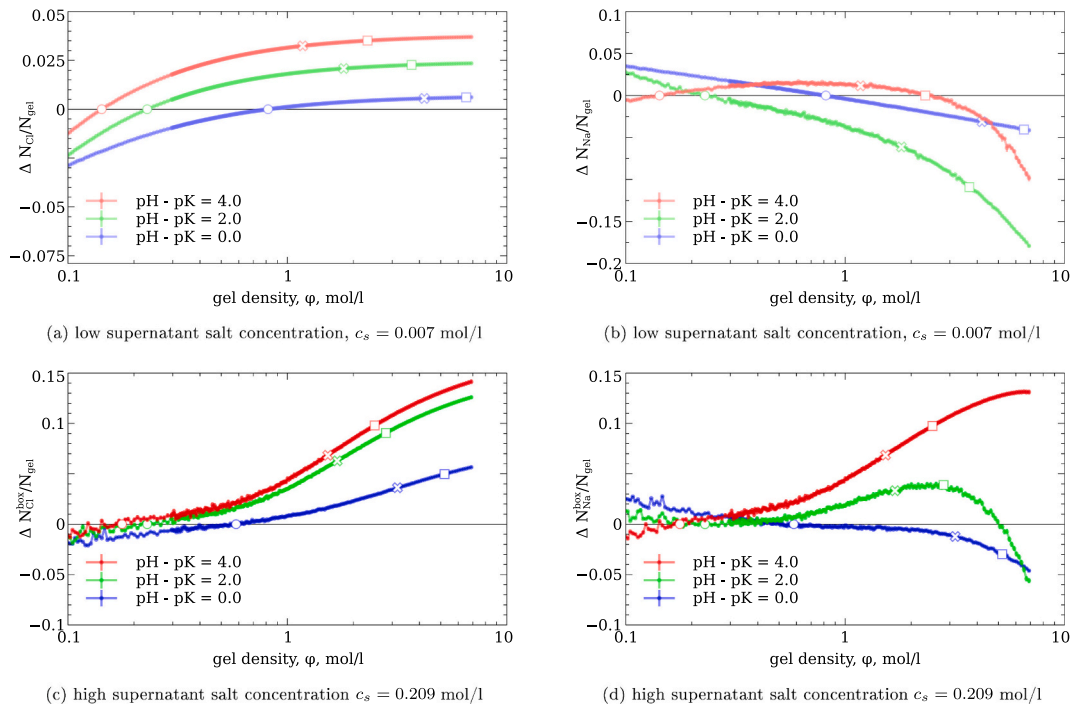 0.05
0.025
0
−0.05
−0.075
Δ N_Cl/N_gel
pH - pK = 4.0
pH - pK = 2.0
pH - pK = 0.0
0.1
1
10
gel density, φ, mol/l
(a) low supernatant salt concentration, c_s = 0.007 mol/l
0.1
0.05
0
−0.05
−0.15
−0.2
Δ N_Na/N_gel
pH - pK = 4.0
pH - pK = 2.0
pH - pK = 0.0
0.1
1
10
gel density, φ, mol/l
(b) low supernatant salt concentration, c_s = 0.007 mol/l
0.15
0.1
0.05
0
−0.05
−0.1
Δ N_Cl^box/N_gel
pH - pK = 4.0
pH - pK = 2.0
pH - pK = 0.0
0.1
1
10
gel density, φ, mol/l
(c) high supernatant salt concentration c_s = 0.209 mol/l
0.15
0.1
0.05
0
−0.05
−0.1
Δ N_Na^box/N_gel
pH - pK = 4.0
pH - pK = 2.0
pH - pK = 0.0
0.1
1
10
gel density, φ, mol/l
(d) high supernatant salt concentration c_s = 0.209 mol/l